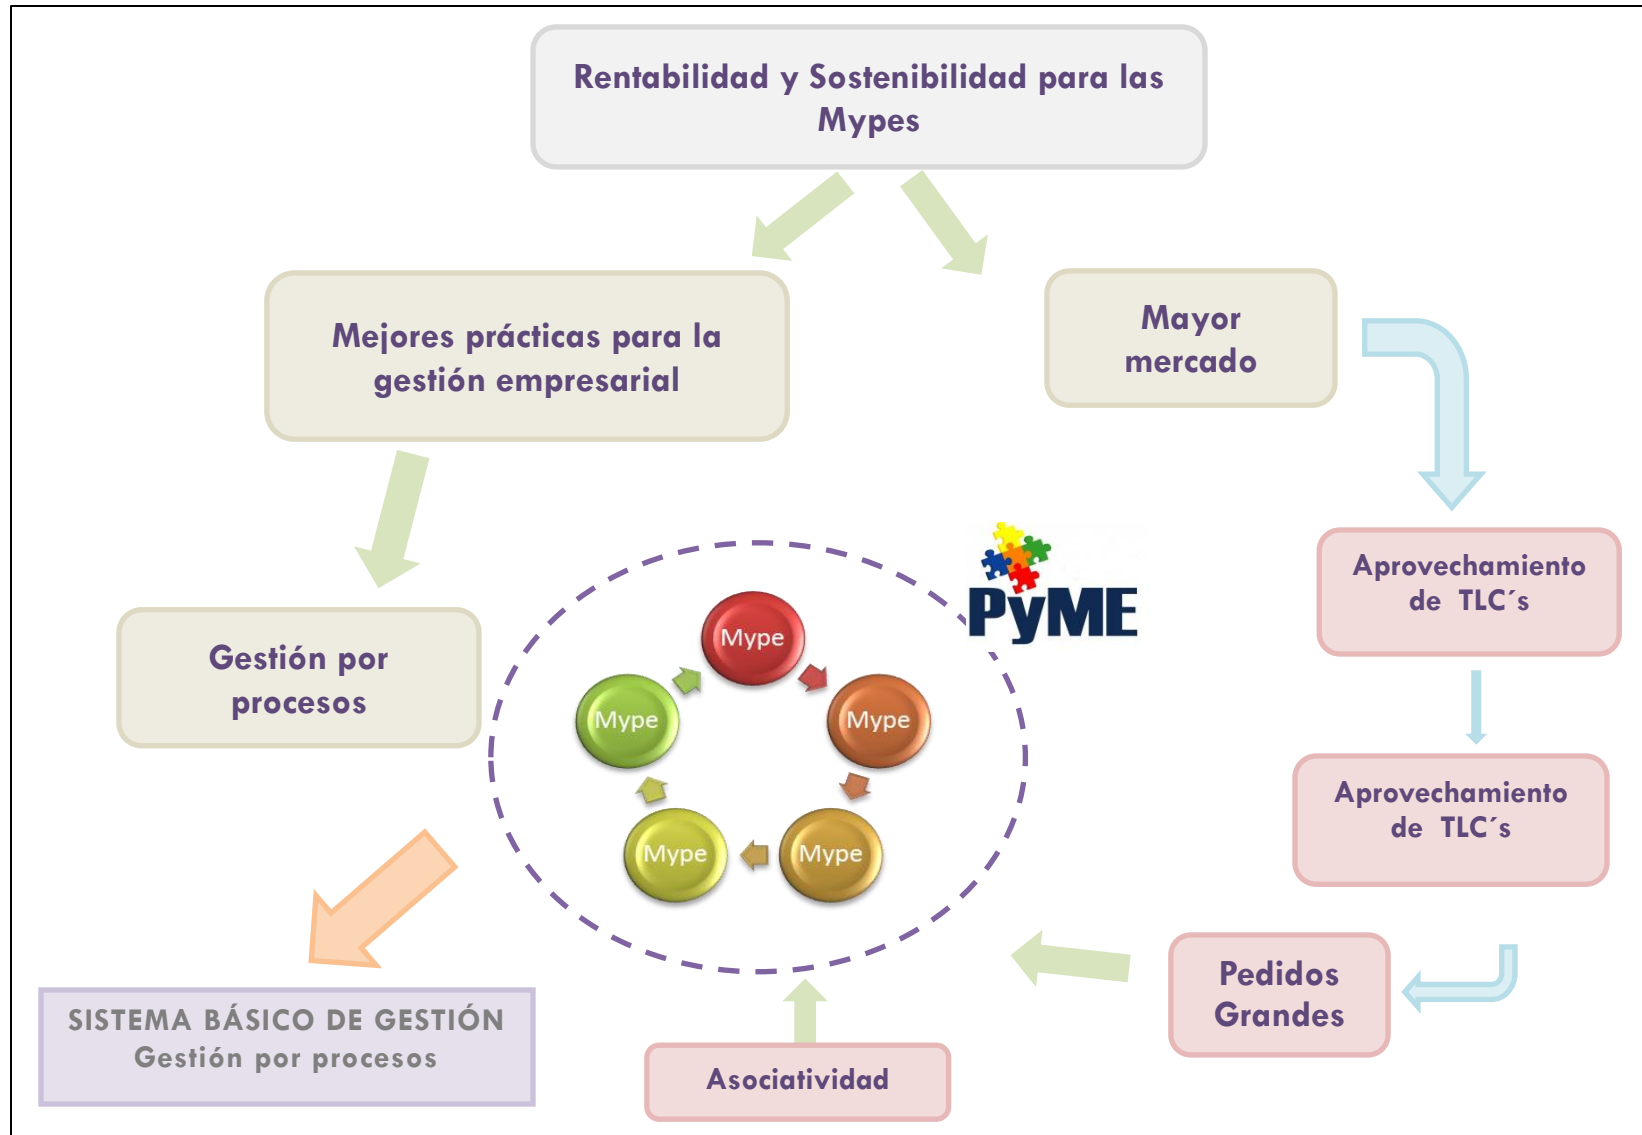 Rentabilidad y Sostenibilidad para las
Mypes
Mejores prácticas para la
gestión empresarial
Mayor
mercado
Aprovechamiento
de TLC´s
PyME
Gestión por
procesos
Mype
Mype
Mype
Mype
Mype
Aprovechamiento
de TLC´s
Pedidos
Grandes
SISTEMA BÁSICO DE GESTIÓN
Gestión por procesos
Asociatividad